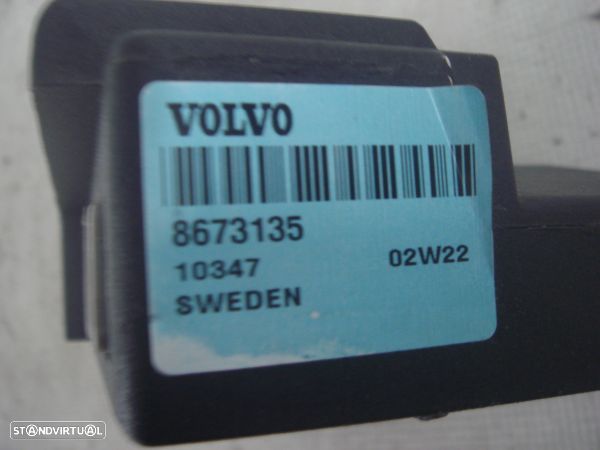 VOLVO
8673135
10347 02W22
SWEDEN
STANDVIRTUAL